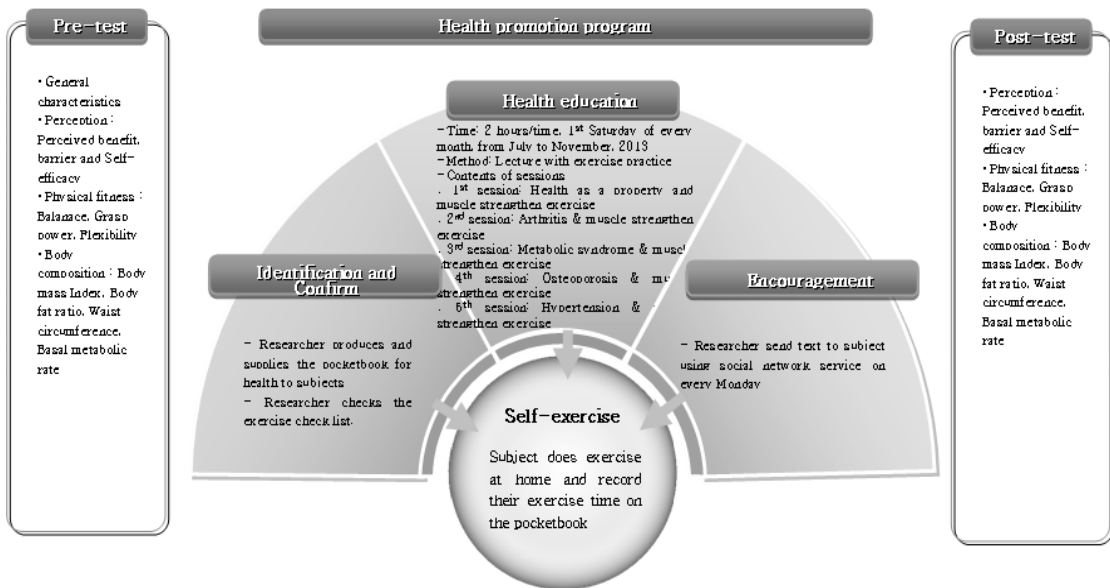 Pre-test
• General
characteristics
• Perception :
Perceived benefit,
barrier and Self-
efficacy
• Physical fitness :
Balanace, Grasp
power, Flexibility
• Body
composition : Body
mass Index, Body
fat ratio, Waist
circumference,
Basal metabolic
rate
Health promotion program
Health education
- Time: 2 hours/time, 1st Saturday of every
month, from July to November, 2013
- Method: Lecture with exercise practice
- Contents of sessions
. 1st session: Health as a property and
muscle strengthen exercise
. 2nd session: Arthritis & muscle strengthen
exercise
. 3rd session: Metabolic syndrome &
strengthen exercise
4th session: Osteoporosis &
strengthen exercise
. 5th session: Hypertension &
strengthen exercise
Identification and
Confirm
- Researcher produces and
supplies the pocketbook for
health to subjects
- Researcher checks the
exercise check list.
Encouragement
- Researcher send text to subject
using social network service on
every Monday
Self-exercise
Subject does exercise
at home and record
their exercise time on
the pocketbook
Post-test
• Perception :
Perceived benefit,
barrier and Self-
efficacy
• Physical fitness :
Balanace, Grasp
power, Flexibility
• Body
composition : Body
mass Index, Body
fat ratio, Waist
circumference,
Basal metabolic
rate